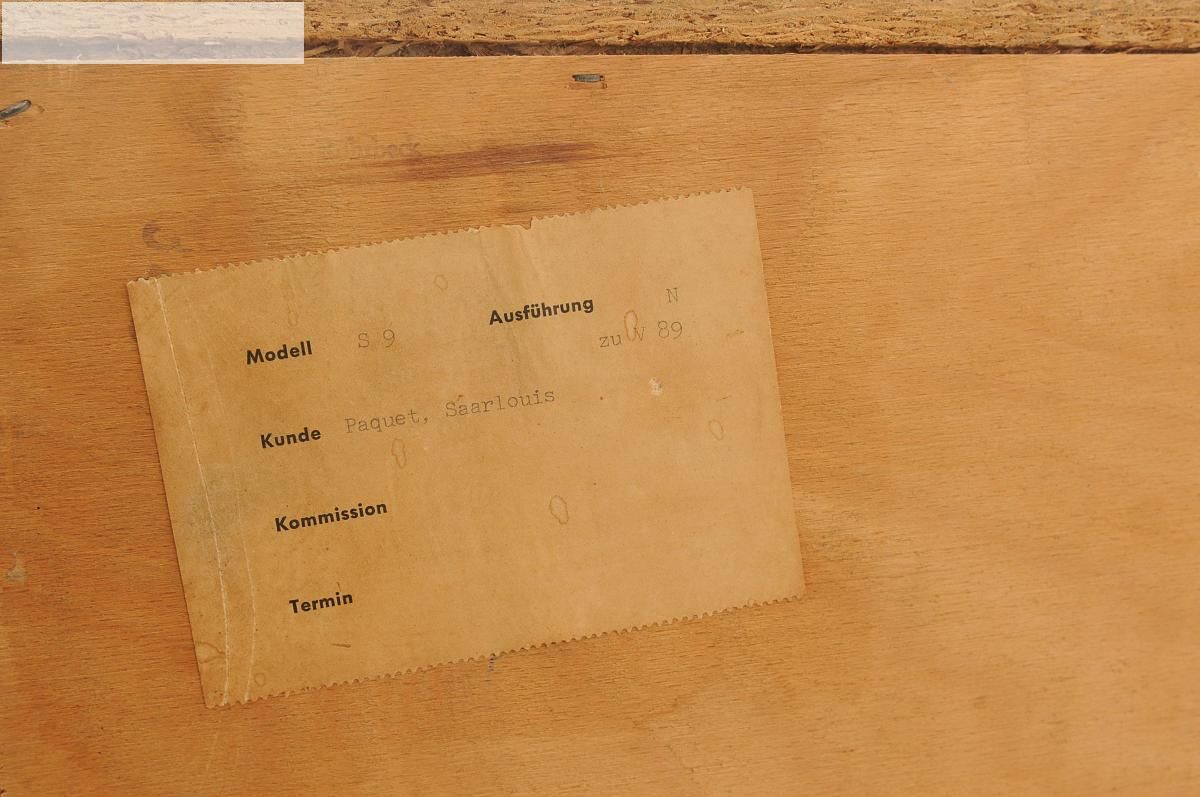 Ausführung N
Modell S 9 zu W 89
Kunde Paquet, Saarlouis
Kommission
Termin